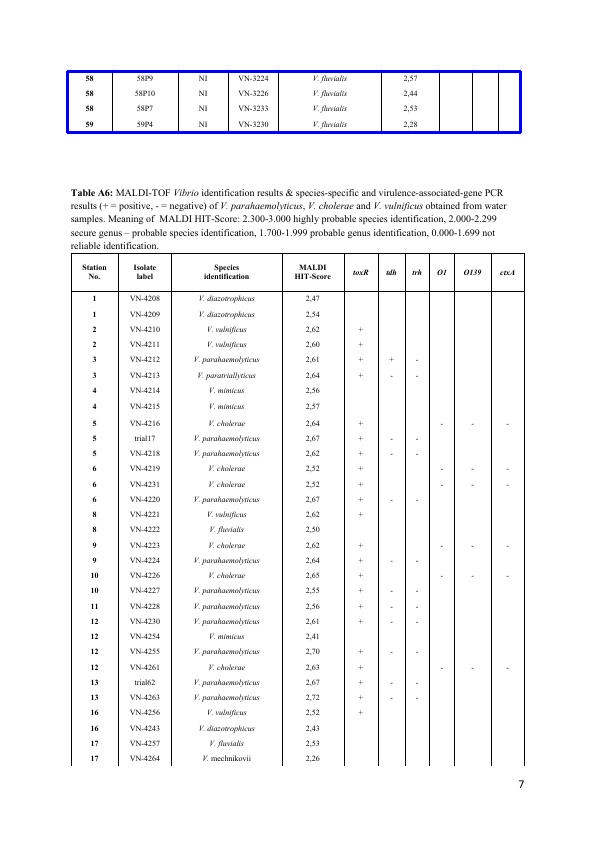 58 58P9 NI VN-3224 V. fluvialis 2,57
58 58P10 NI VN-3226 V. fluvialis 2,44
58 58P7 NI VN-3233 V. fluvialis 2,53
59 59P4 NI VN-3230 V. fluvialis 2,28
Table A6: MALDI-TOF Vibrio identification results & species-specific and virulence-associated-gene PCR
results (+ = positive, - = negative) of V. parahaemolyticus, V. cholerae and V. vulnificus obtained from water
samples. Meaning of MALDI HIT-Score: 2.300-3.000 highly probable species identification, 2.000-2.299
secure genus – probable species identification, 1.700-1.999 probable genus identification, 0.000-1.699 not
reliable identification.
Station Isolate Species MALDI
No. label identification HIT-Score toxR tdh trh O1 O139 ctxA
1 VN-4208 V. diazotrophicus 2,47
1 VN-4209 V. diazotrophicus 2,54
2 VN-4210 V. vulnificus 2,62 +
2 VN-4211 V. vulnificus 2,60 +
3 VN-4212 V. parahaemolyticus 2,61 + + -
3 VN-4213 V. paratriallyticus 2,64 + - -
4 VN-4214 V. mimicus 2,56
4 VN-4215 V. mimicus 2,57
5 VN-4216 V. cholerae 2,64 + - - -
5 trial17 V. parahaemolyticus 2,67 + - -
5 VN-4218 V. parahaemolyticus 2,62 + - -
6 VN-4219 V. cholerae 2,52 + - - -
6 VN-4231 V. cholerae 2,52 + - - -
6 VN-4220 V. parahaemolyticus 2,67 + - -
8 VN-4221 V. vulnificus 2,62 +
8 VN-4222 V. fluvialis 2,50
9 VN-4223 V. cholerae 2,62 + - - -
9 VN-4224 V. parahaemolyticus 2,64 + - -
10 VN-4226 V. cholerae 2,65 + - - -
10 VN-4227 V. parahaemolyticus 2,55 + - -
11 VN-4228 V. parahaemolyticus 2,56 + - -
12 VN-4230 V. parahaemolyticus 2,61 + - -
12 VN-4254 V. mimicus 2,41
12 VN-4255 V. parahaemolyticus 2,70 + - -
12 VN-4261 V. cholerae 2,63 + - - -
13 trial62 V. parahaemolyticus 2,67 + - -
13 VN-4263 V. parahaemolyticus 2,72 + - -
16 VN-4256 V. vulnificus 2,52 +
16 VN-4243 V. diazotrophicus 2,43
17 VN-4257 V. fluvialis 2,53
17 VN-4264 V. mechnikovii 2,26
7